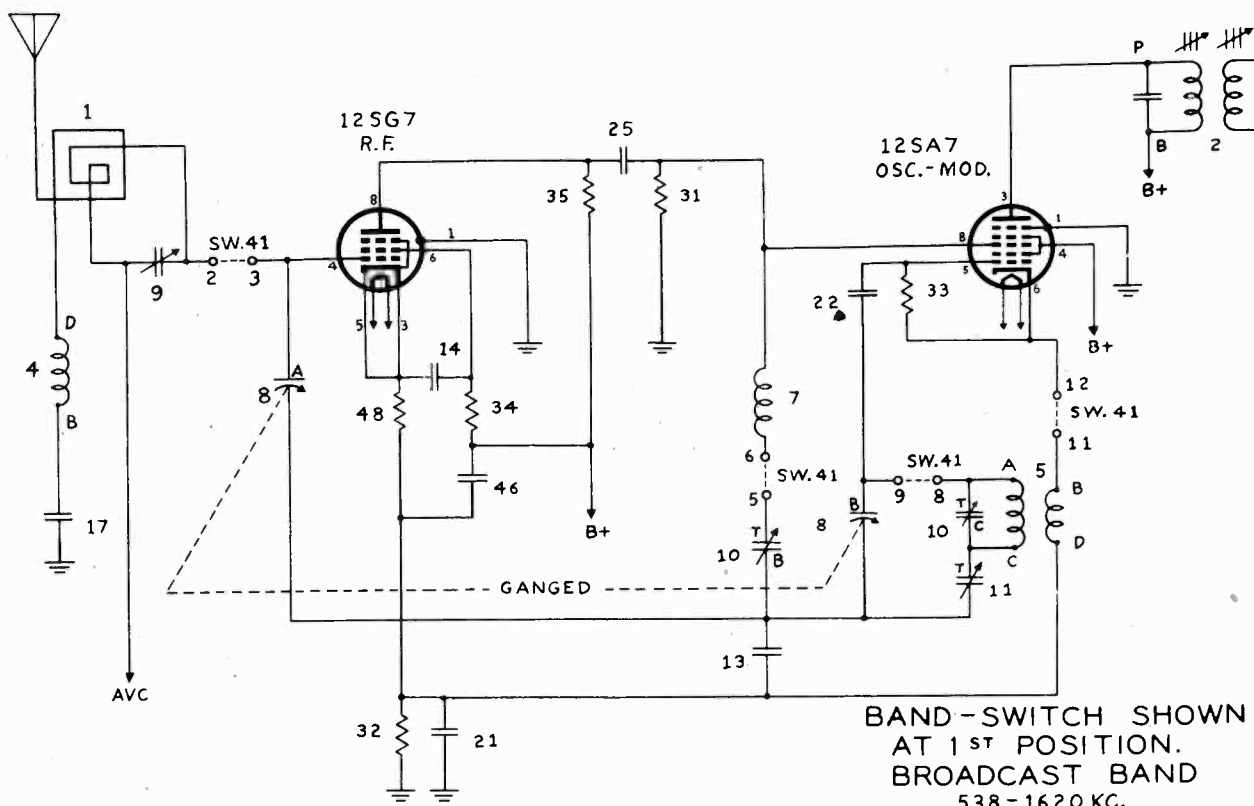 P
1
12SG7
R.F.
25
12SA7
OSC.-MOD.
B
2
B+
8
35
31
3
1
SW.41
1
6
4
8
5
4
2
3
9
5
3
6
22
33
B+
D
14
12
4
8
A
48
34
7
SW.41
B
11
6
SW.41
A
5
SW.41
46
5
9
8
B
T
C
10
17
B+
T
B
10
8
B
D
C
T
11
GANGED
13
AVC
32
21
BAND-SWITCH SHOWN
AT 1ST POSITION.
BROADCAST BAND
538-1620 KC.